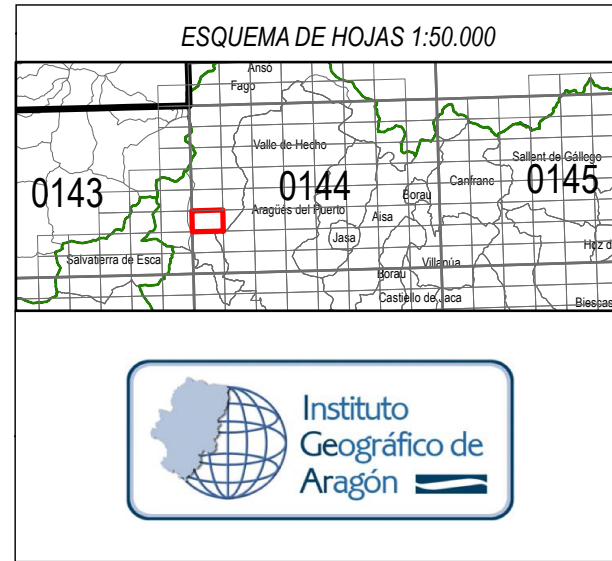 ESQUEMA DE HOJAS 1:50.000
Ansó
Fago
Valle de Hecho
Sallent de Gállego
Canfranc
0143
0144
0145
Borau
Aragüés del Puerto
Aisa
Jasa
Hoz d
Salvatierra de Esca
Villanúa
Borau
Castiello de Jaca
Biescas
Instituto
Geográfico de
Aragón